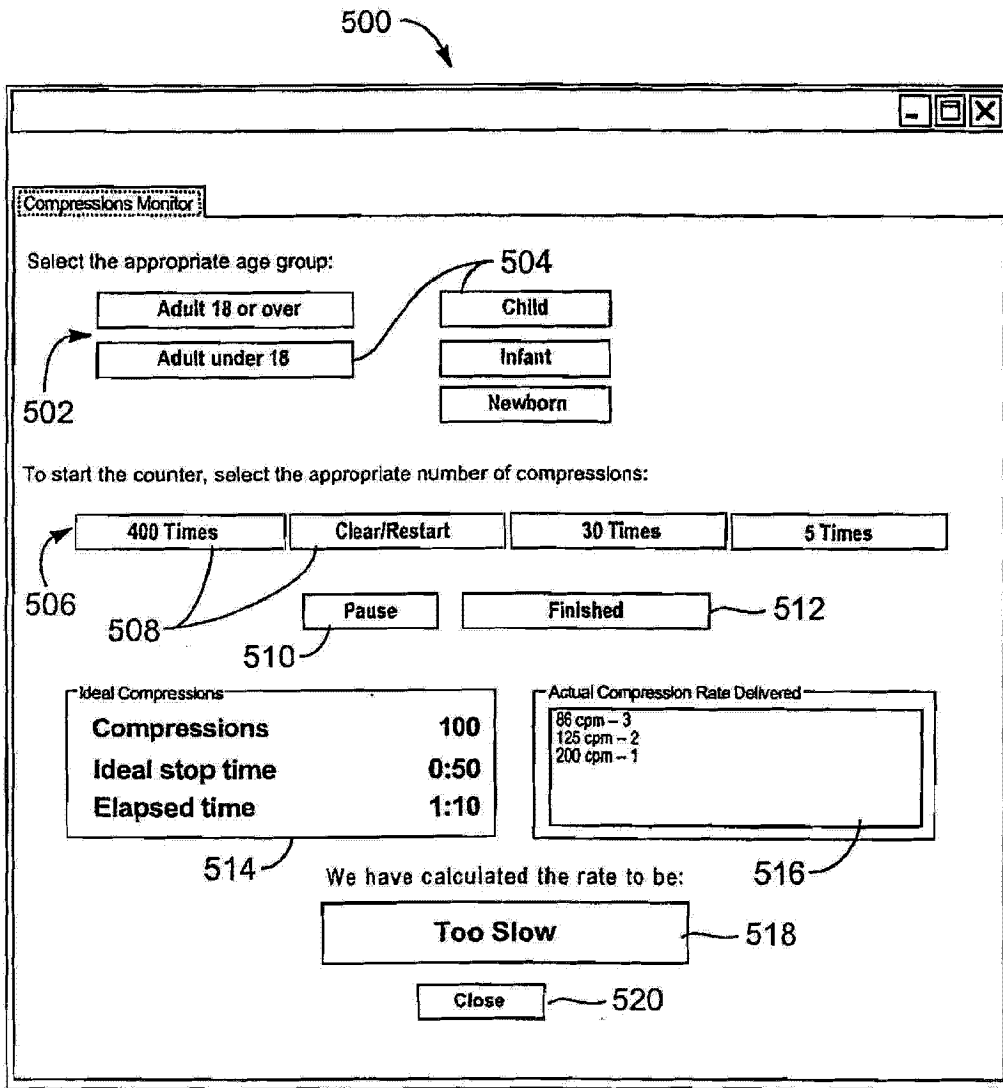 500
Compressions Monitor
Select the appropriate age group:
504
Adult 18 or over
Child
Adult under 18
Infant
502
Newborn
To start the counter, select the appropriate number of compressions:
400 Times
Clear/Restart
30 Times
5 Times
506
508
Pause
Finished
512
510
Ideal Compressions
Compressions 100
Ideal stop time 0:50
Elapsed time 1:10
514
Actual Compression Rate Delivered
86 cpm – 3
125 cpm – 2
200 cpm – 1
516
We have calculated the rate to be:
Too Slow
518
Close
520